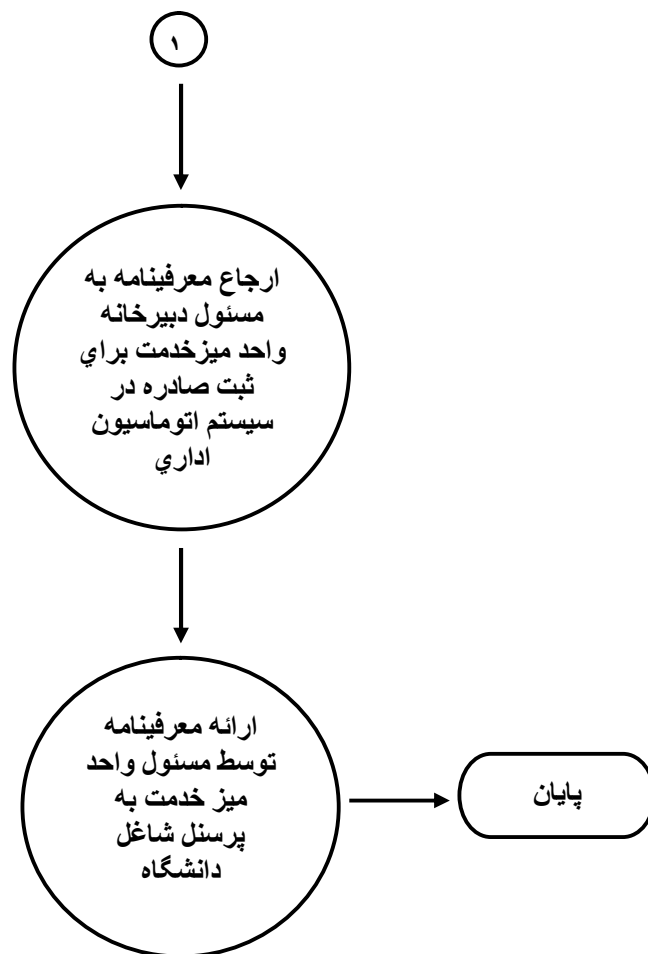 ۱
ارجاع معرفينامه به
مسئول دبيرخانه
واحد ميزخدمت براي
ثبت صادره در
سيستم اتوماسيون
اداري
ارائه معرفينامه
توسط مسئول واحد
ميز خدمت به
پرسنل شاغل
دانشگاه
پايان